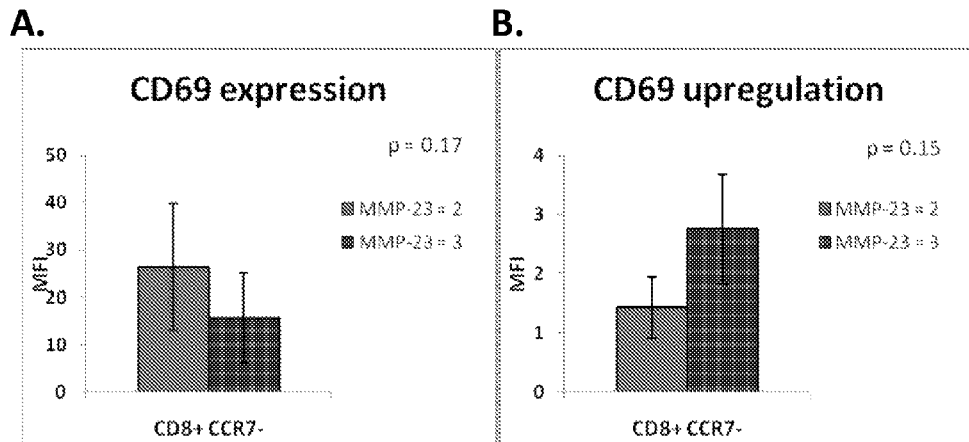 A.
CD69 expression
p = 0.17
50
40
30
20
10
0
MFI
MMP-23 = 2
MMP-23 = 3
CD8+ CCR7-
B.
CD69 upregulation
p = 0.15
4
3
2
1
0
MFI
MMP-23 = 2
MMP-23 = 3
CD8+ CCR7-